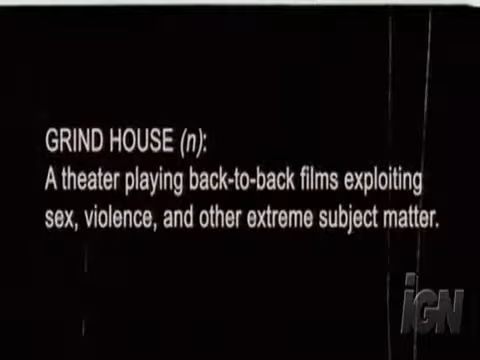 GRIND HOUSE (n):
A theater playing back-to-back films exploiting
sex, violence, and other extreme subject matter.
iGN